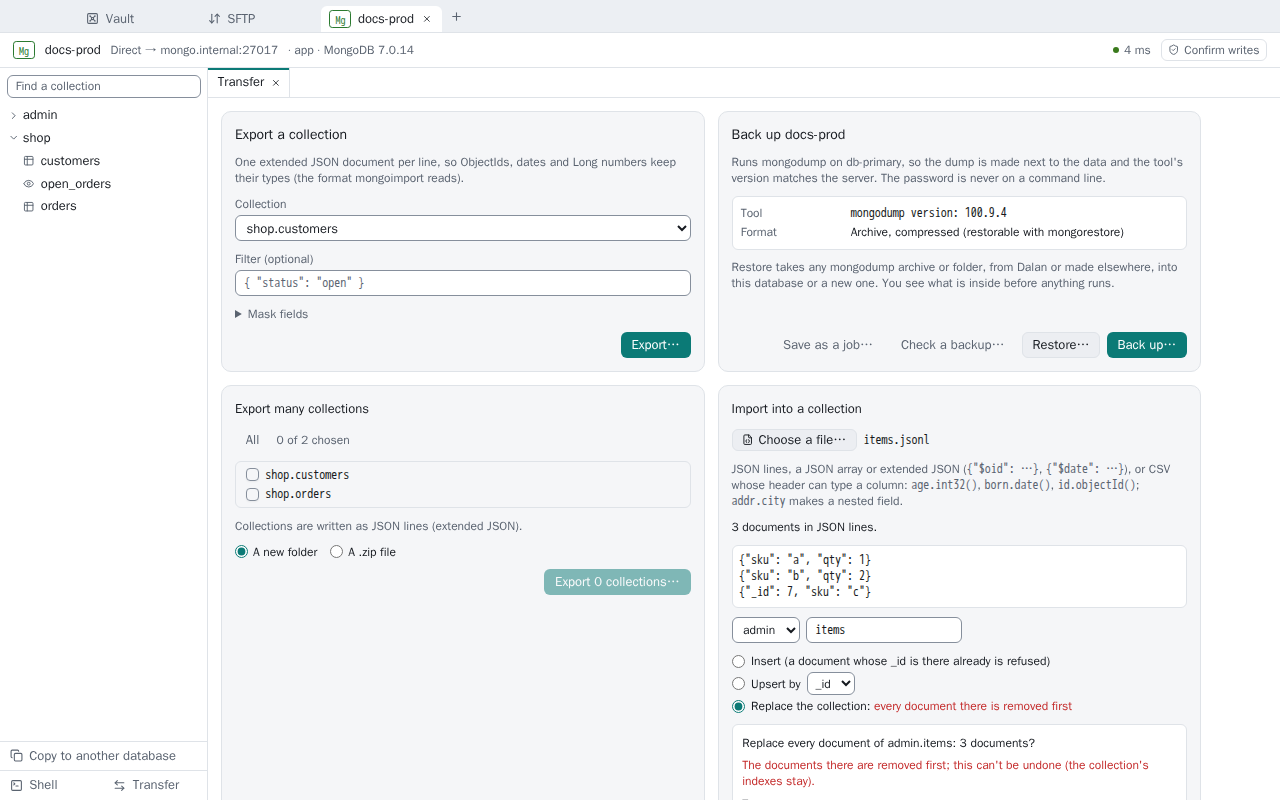 Vault
SFTP
Mg docs-prod ×
+
Mg docs-prod Direct → mongo.internal:27017 · app · MongoDB 7.0.14
4 ms
Confirm writes
Find a collection
admin
shop
customers
open_orders
orders
Copy to another database
Shell
Transfer
Transfer ×
Export a collection
One extended JSON document per line, so ObjectIds, dates and Long numbers keep
their types (the format mongoimport reads).
Collection
shop.customers
Filter (optional)
{ "status": "open" }
Mask fields
Export···
Back up docs-prod
Runs mongodump on db-primary, so the dump is made next to the data and the tool's
version matches the server. The password is never on a command line.
Tool mongodump version: 100.9.4
Format Archive, compressed (restorable with mongorestore)
Restore takes any mongodump archive or folder, from Dalan or made elsewhere, into
this database or a new one. You see what is inside before anything runs.
Save as a job··· Check a backup··· Restore··· Back up···
Export many collections
All 0 of 2 chosen
shop.customers
shop.orders
Collections are written as JSON lines (extended JSON).
A new folder A .zip file
Export 0 collections···
Import into a collection
Choose a file··· items.jsonl
JSON lines, a JSON array or extended JSON ({"$oid": ···}, {"$date": ···}), or CSV
whose header can type a column: age.int32(), born.date(), id.objectId();
addr.city makes a nested field.
3 documents in JSON lines.
{"sku": "a", "qty": 1}
{"sku": "b", "qty": 2}
{"_id": 7, "sku": "c"}
admin items
Insert (a document whose _id is there already is refused)
Upsert by _id
Replace the collection: every document there is removed first
Replace every document of admin.items: 3 documents?
The documents there are removed first; this can't be undone (the collection's
indexes stay).